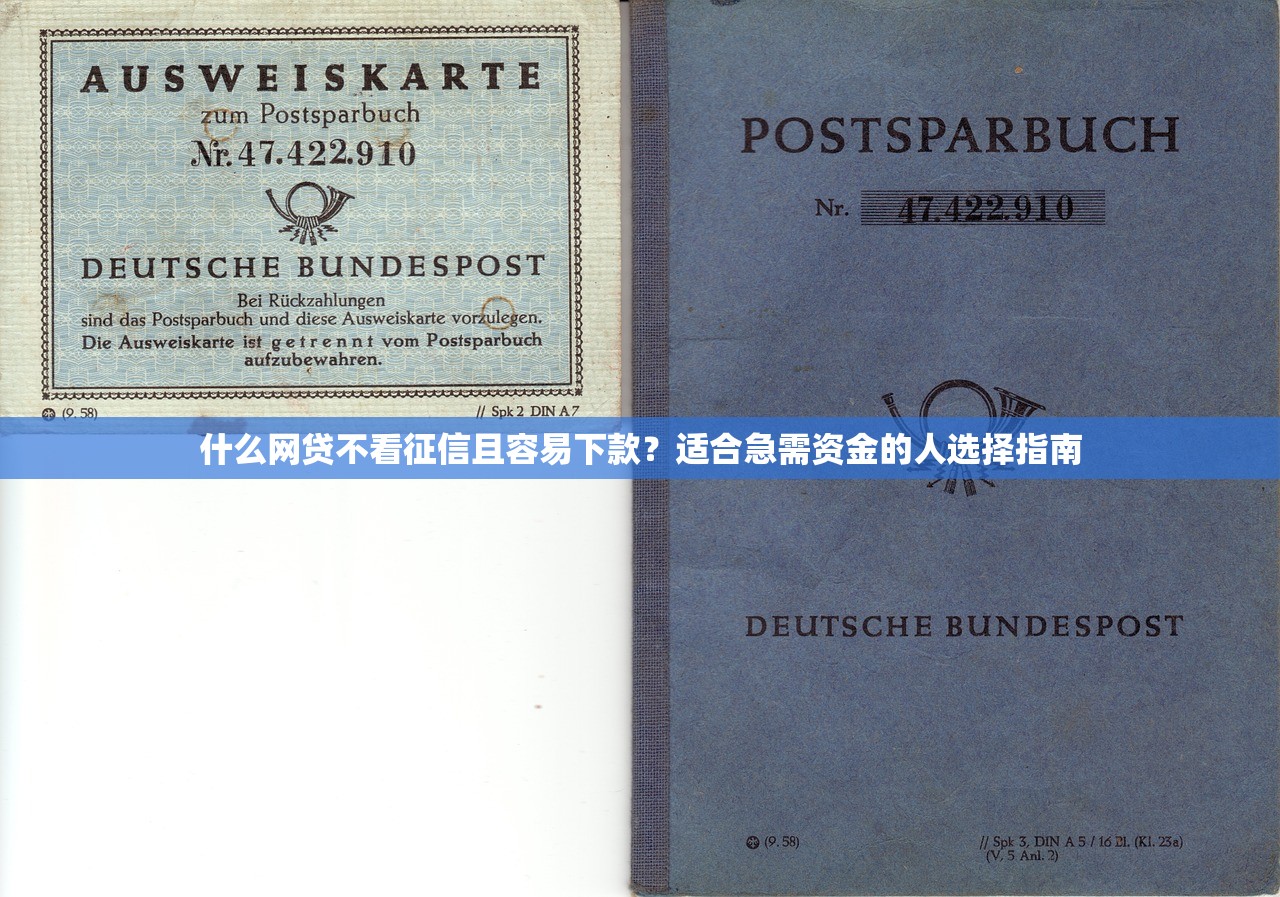 AUSWEISKARTE
zum Postsparbuch
Nr. 47.422.910
DEUTSCHE BUNDESPOST
Bei Rückzahlungen
sind das Postsparbuch und diese Ausweiskarte vorzulegen.
Die Ausweiskarte ist getrennt vom Postsparbuch
aufzubewahren.
(9. 58)
// Spk 2 DIN A 7
POSTSPARBUCH
Nr. 47.422.910
什么网贷不看征信且容易下款？适合急需资金的人选择指南
DEUTSCHE BUNDESPOST
(9. 58)
// Spk 3, DIN A 5 / 16 Bl. (Kl. 23a)
(V, 5 Anl. 2)